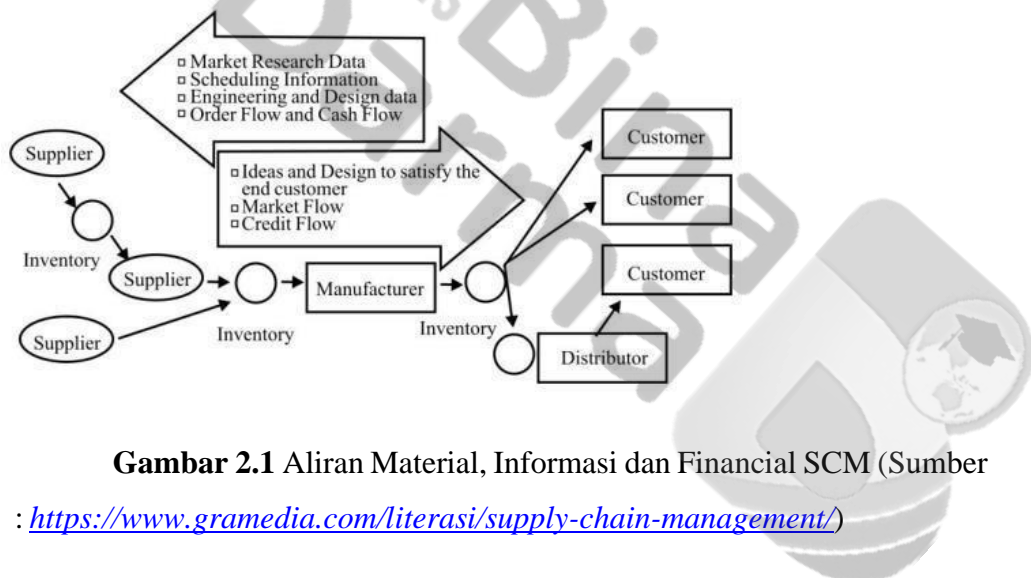 Bina
Darma
▫ Market Research Data
▫ Scheduling Information
▫ Engineering and Design data
▫ Order Flow and Cash Flow
▫ Ideas and Design to satisfy the
end customer
▫ Market Flow
▫ Credit Flow
Supplier
Inventory
Supplier
Supplier
Inventory
Manufacturer
Inventory
Customer
Customer
Customer
Distributor
Gambar 2.1 Aliran Material, Informasi dan Financial SCM (Sumber
: https://www.gramedia.com/literasi/supply-chain-management/)